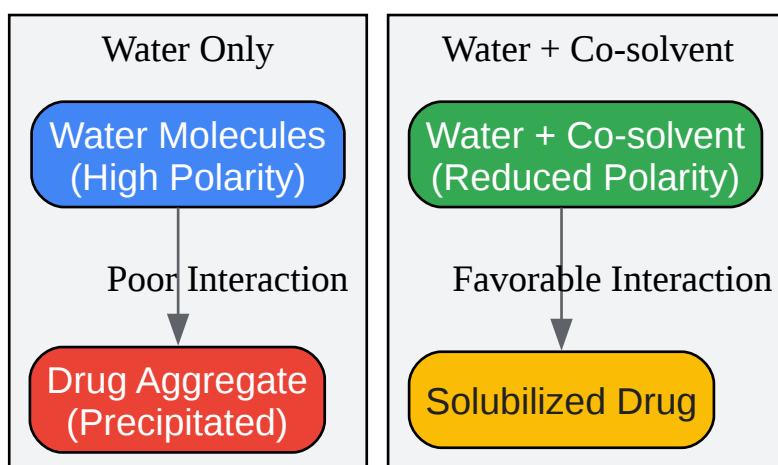 Water Only
Water Molecules
(High Polarity)
Poor Interaction
Drug Aggregate
(Precipitated)
Water + Co-solvent
Water + Co-solvent
(Reduced Polarity)
Favorable Interaction
Solubilized Drug